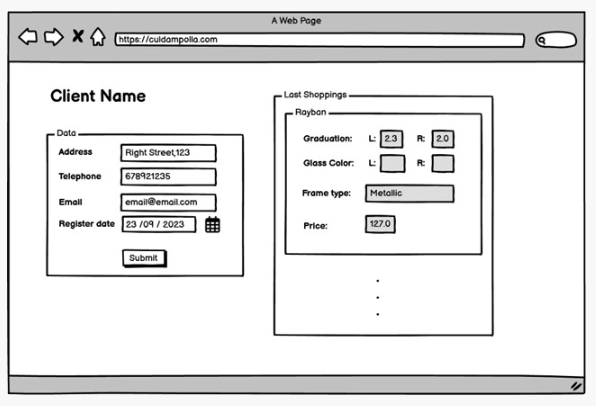 A Web Page
https://culdampolla.com
Client Name
Data
Address Right Street,123
Telephone 678921235
Email email@email.com
Register date 23 /09 / 2023
Submit
Last Shoppings
Rayban
Graduation: L: 2.3 R: 2.0
Glass Color: L: R:
Frame type: Metallic
Price: 127.0